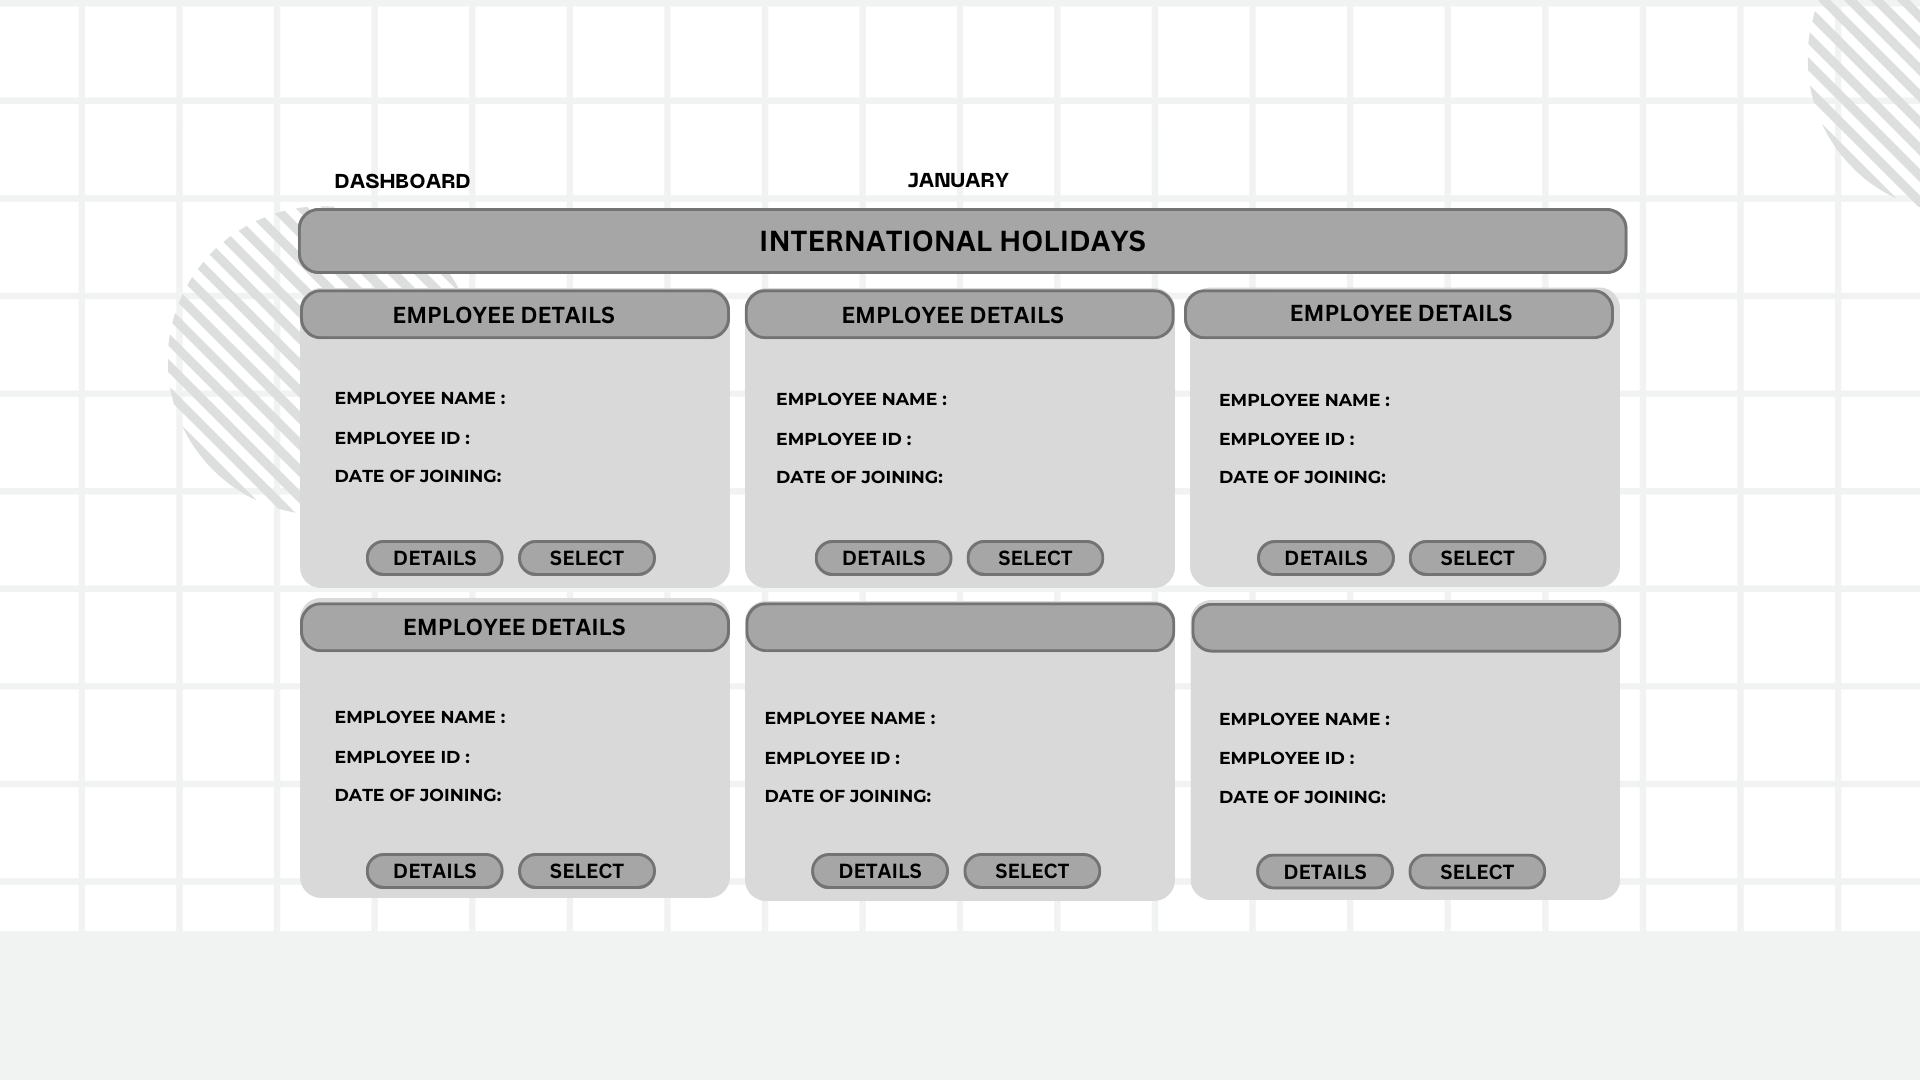 DASHBOARD
JANUARY
INTERNATIONAL HOLIDAYS
EMPLOYEE DETAILS
EMPLOYEE NAME :
EMPLOYEE ID :
DATE OF JOINING:
DETAILS
SELECT
EMPLOYEE DETAILS
EMPLOYEE NAME :
EMPLOYEE ID :
DATE OF JOINING:
DETAILS
SELECT
EMPLOYEE DETAILS
EMPLOYEE NAME :
EMPLOYEE ID :
DATE OF JOINING:
DETAILS
SELECT
EMPLOYEE DETAILS
EMPLOYEE NAME :
EMPLOYEE ID :
DATE OF JOINING:
DETAILS
SELECT
EMPLOYEE NAME :
EMPLOYEE ID :
DATE OF JOINING:
DETAILS
SELECT
EMPLOYEE NAME :
EMPLOYEE ID :
DATE OF JOINING:
DETAILS
SELECT